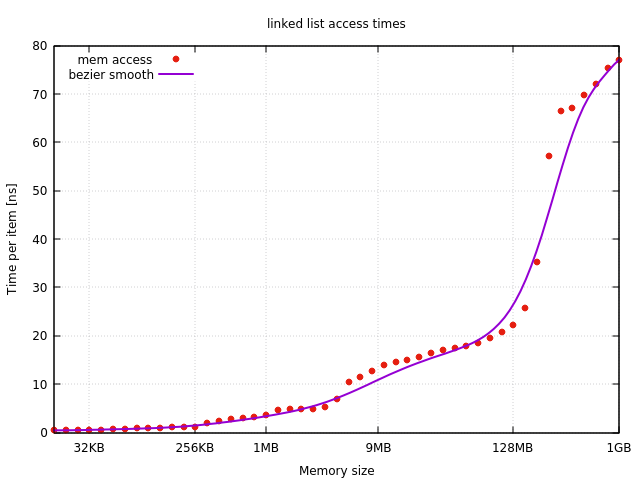 linked list access times
mem access
bezier smooth
80
70
60
50
40
30
20
10
0
Time per item [ns]
32KB 256KB 1MB 9MB 128MB 1GB
Memory size